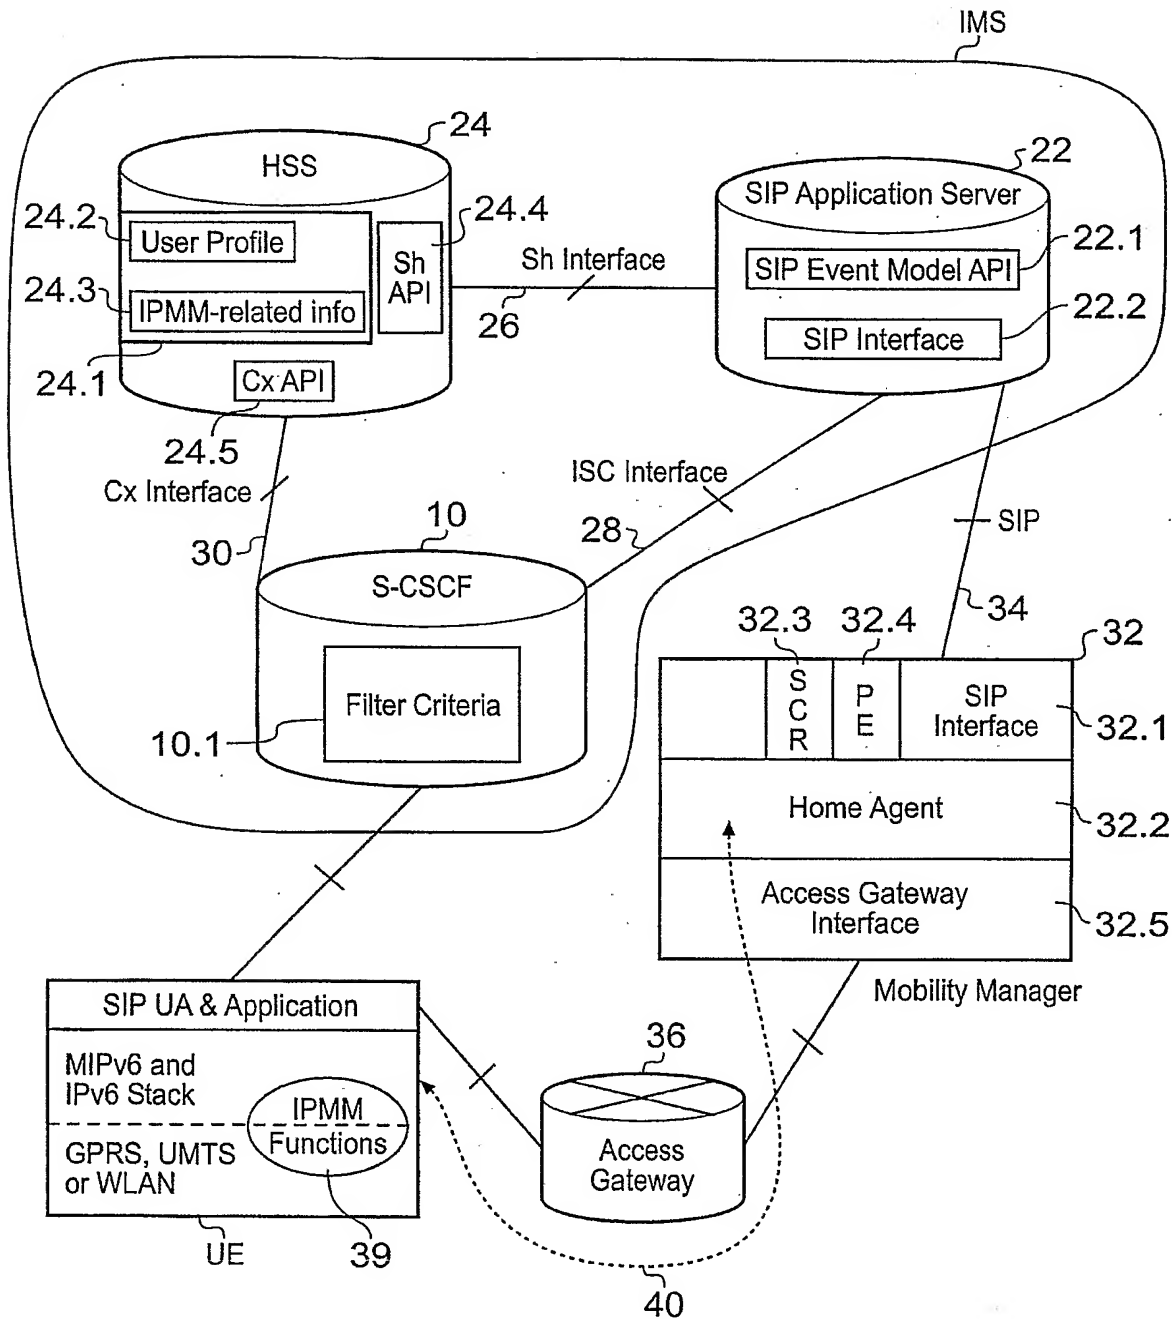 IMS
24
HSS
22
SIP Application Server
24.2
User Profile
24.4
Sh
API
Sh Interface
26
22.1
SIP Event Model API
24.3
IPMM-related info
22.2
SIP Interface
24.1
Cx API
24.5
Cx Interface
30
ISC Interface
28
SIP
34
10
S-CSCF
Filter Criteria
10.1
32.3
32.4
32
SCR
PE
SIP
Interface
32.1
Home Agent
32.2
Access Gateway
Interface
32.5
Mobility Manager
SIP UA & Application
MIPv6 and
IPv6 Stack
IPMM
Functions
GPRS, UMTS
or WLAN
UE
39
36
Access
Gateway
40